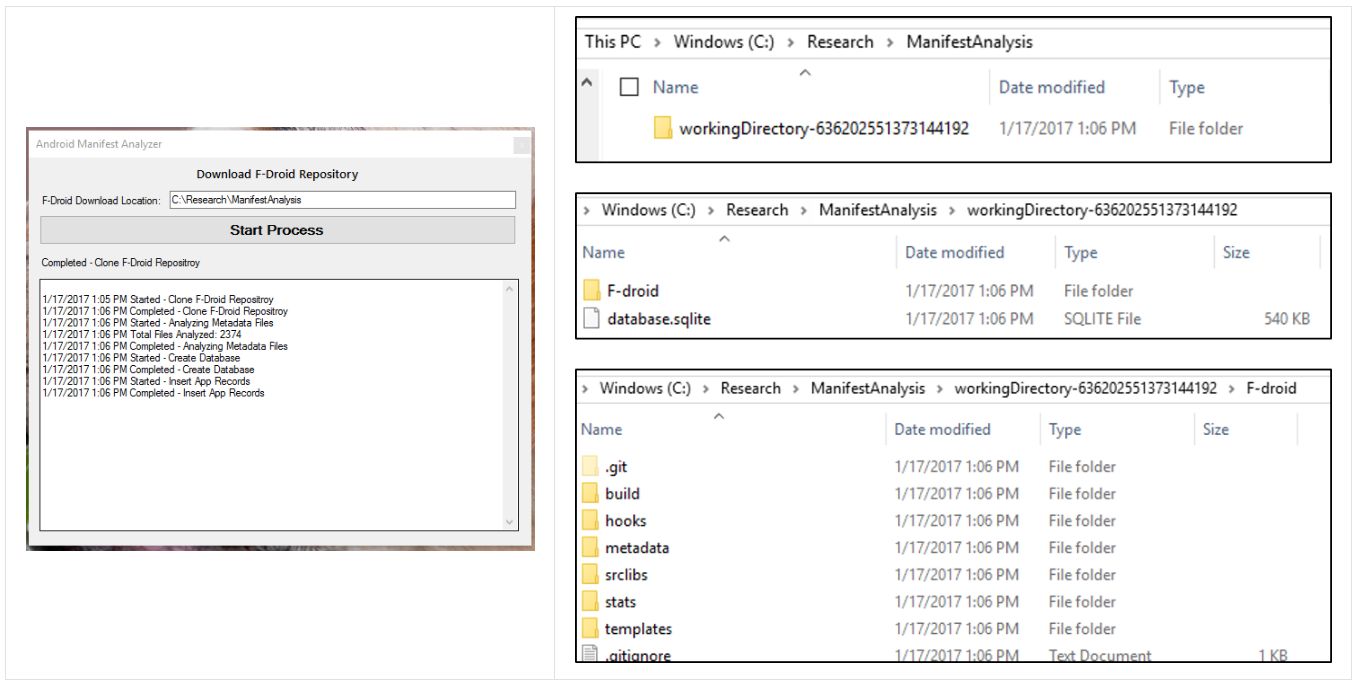 Android Manifest Analyzer
Download F-Droid Repository
F-Droid Download Location: C:\Research\ManifestAnalysis
Start Process
Completed - Clone F-Droid Repositroy
1/17/2017 1:05 PM Started - Clone F-Droid Repositroy
1/17/2017 1:06 PM Completed - Clone F-Droid Repositroy
1/17/2017 1:06 PM Started - Analyzing Metadata Files
1/17/2017 1:06 PM Total Files Analyzed: 2374
1/17/2017 1:06 PM Completed - Analyzing Metadata Files
1/17/2017 1:06 PM Started - Create Database
1/17/2017 1:06 PM Completed - Create Database
1/17/2017 1:06 PM Started - Insert App Records
1/17/2017 1:06 PM Completed - Insert App Records
This PC > Windows (C:) > Research > ManifestAnalysis
Name Date modified Type
workingDirectory-636202551373144192 1/17/2017 1:06 PM File folder
> Windows (C:) > Research > ManifestAnalysis > workingDirectory-636202551373144192
Name Date modified Type Size
F-droid 1/17/2017 1:06 PM File folder
database.sqlite 1/17/2017 1:06 PM SQLITE File 540 KB
> Windows (C:) > Research > ManifestAnalysis > workingDirectory-636202551373144192 > F-droid
Name Date modified Type Size
.git 1/17/2017 1:06 PM File folder
build 1/17/2017 1:06 PM File folder
hooks 1/17/2017 1:06 PM File folder
metadata 1/17/2017 1:06 PM File folder
srclibs 1/17/2017 1:06 PM File folder
stats 1/17/2017 1:06 PM File folder
templates 1/17/2017 1:06 PM File folder
.gitignore 1/17/2017 1:06 PM Text Document 1 KB